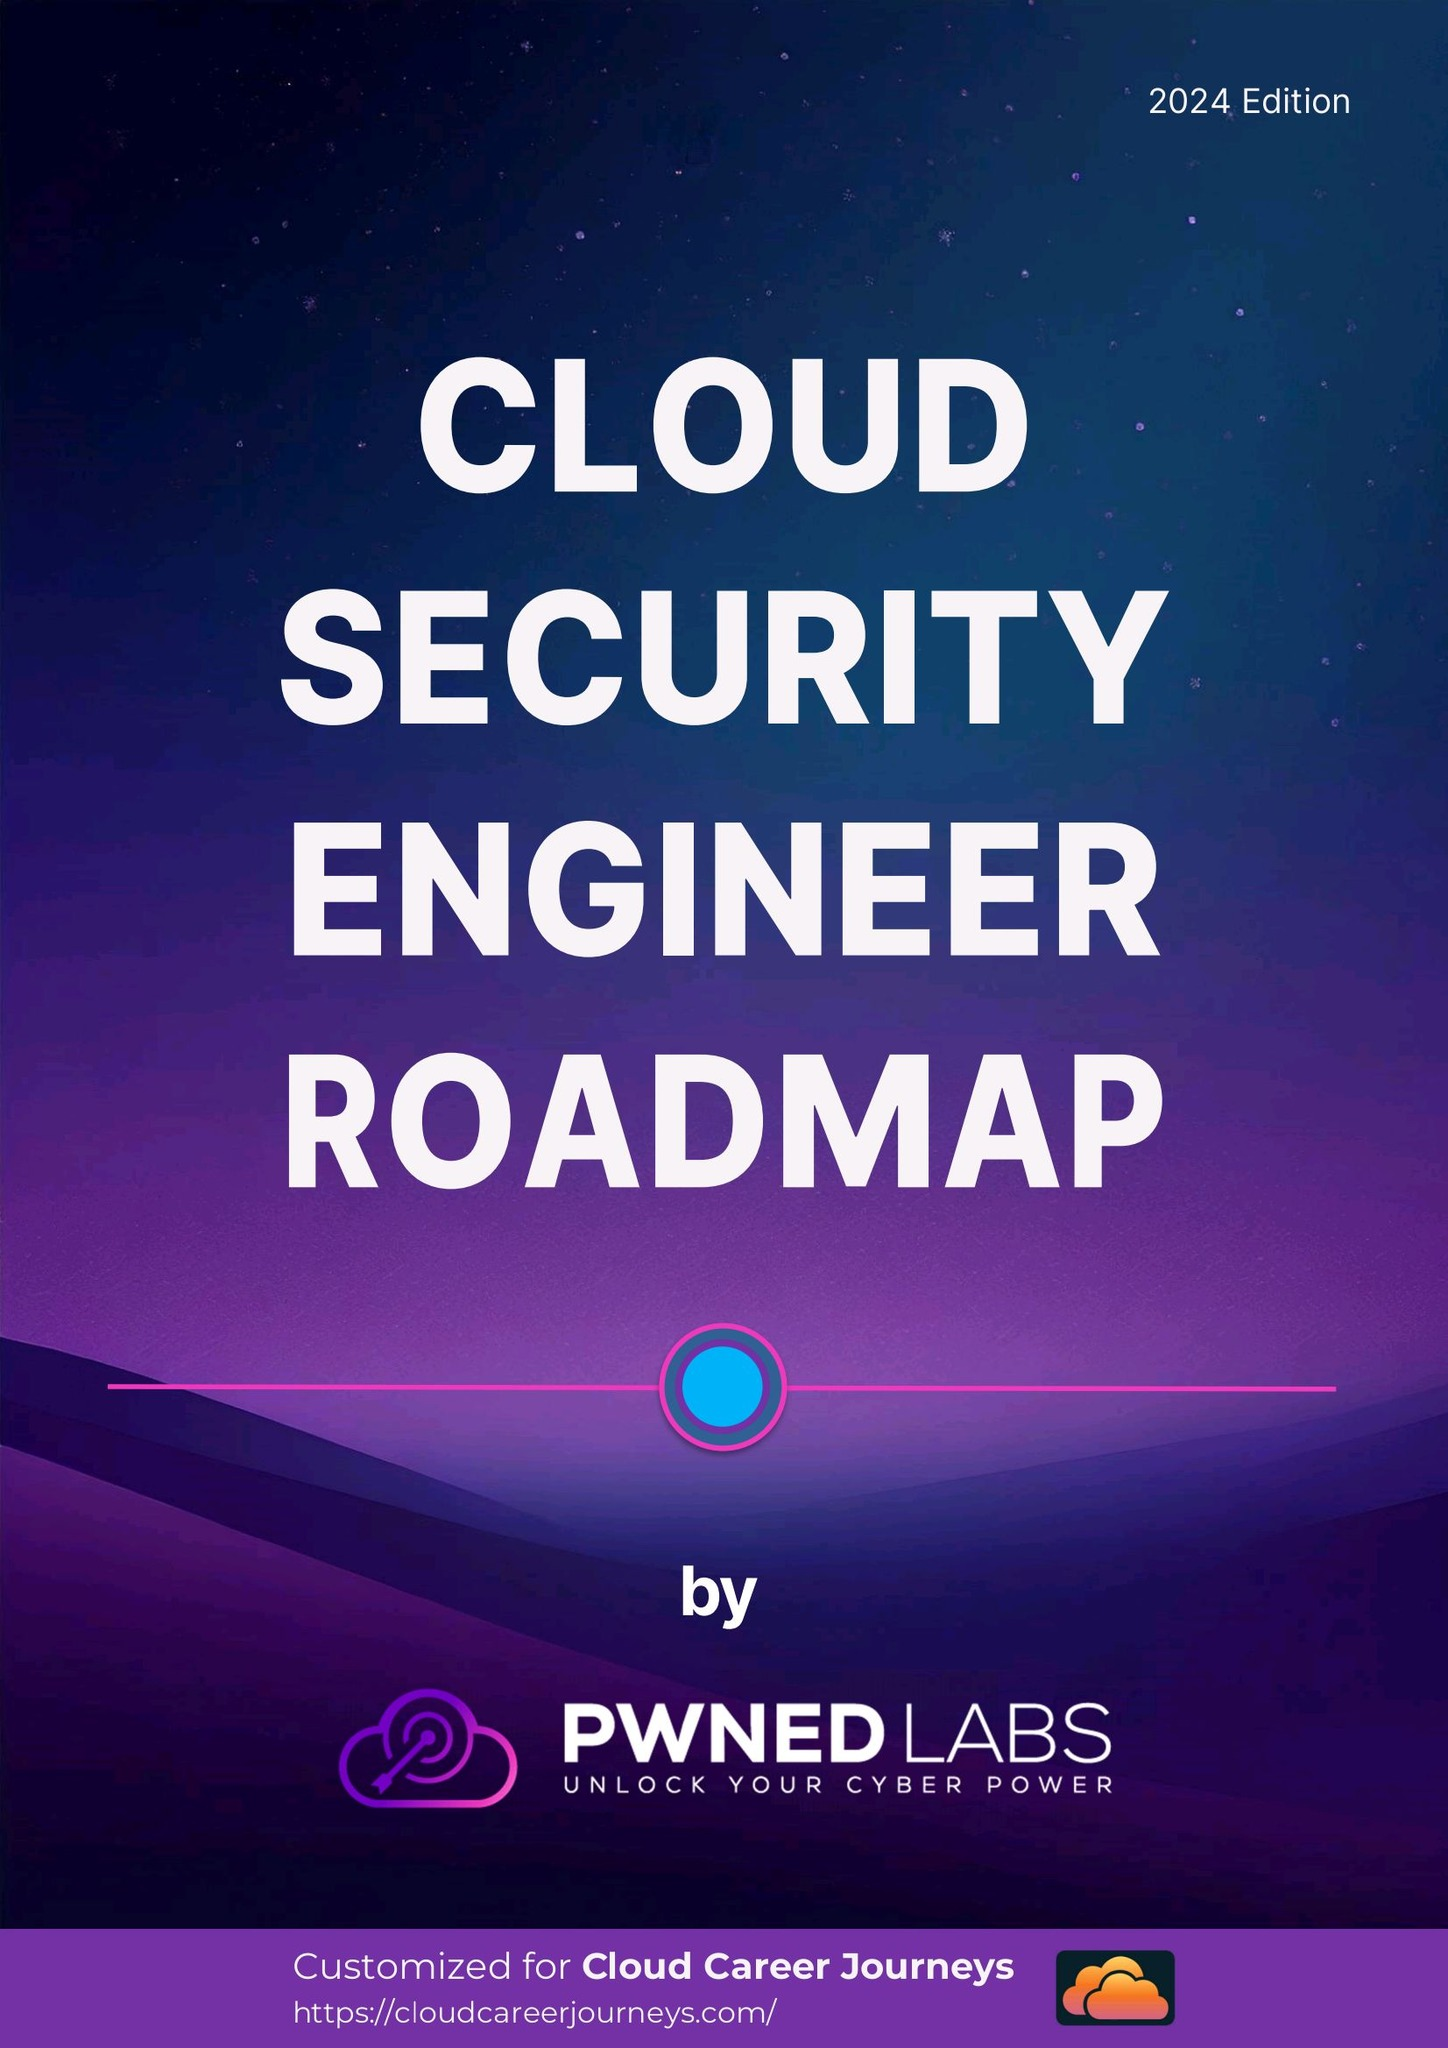 2024 Edition
CLOUD
SECURITY
ENGINEER
ROADMAP
by
PWNED LABS
UNLOCK YOUR CYBER POWER
Customized for Cloud Career Journeys
https://cloudcareerjourneys.com/